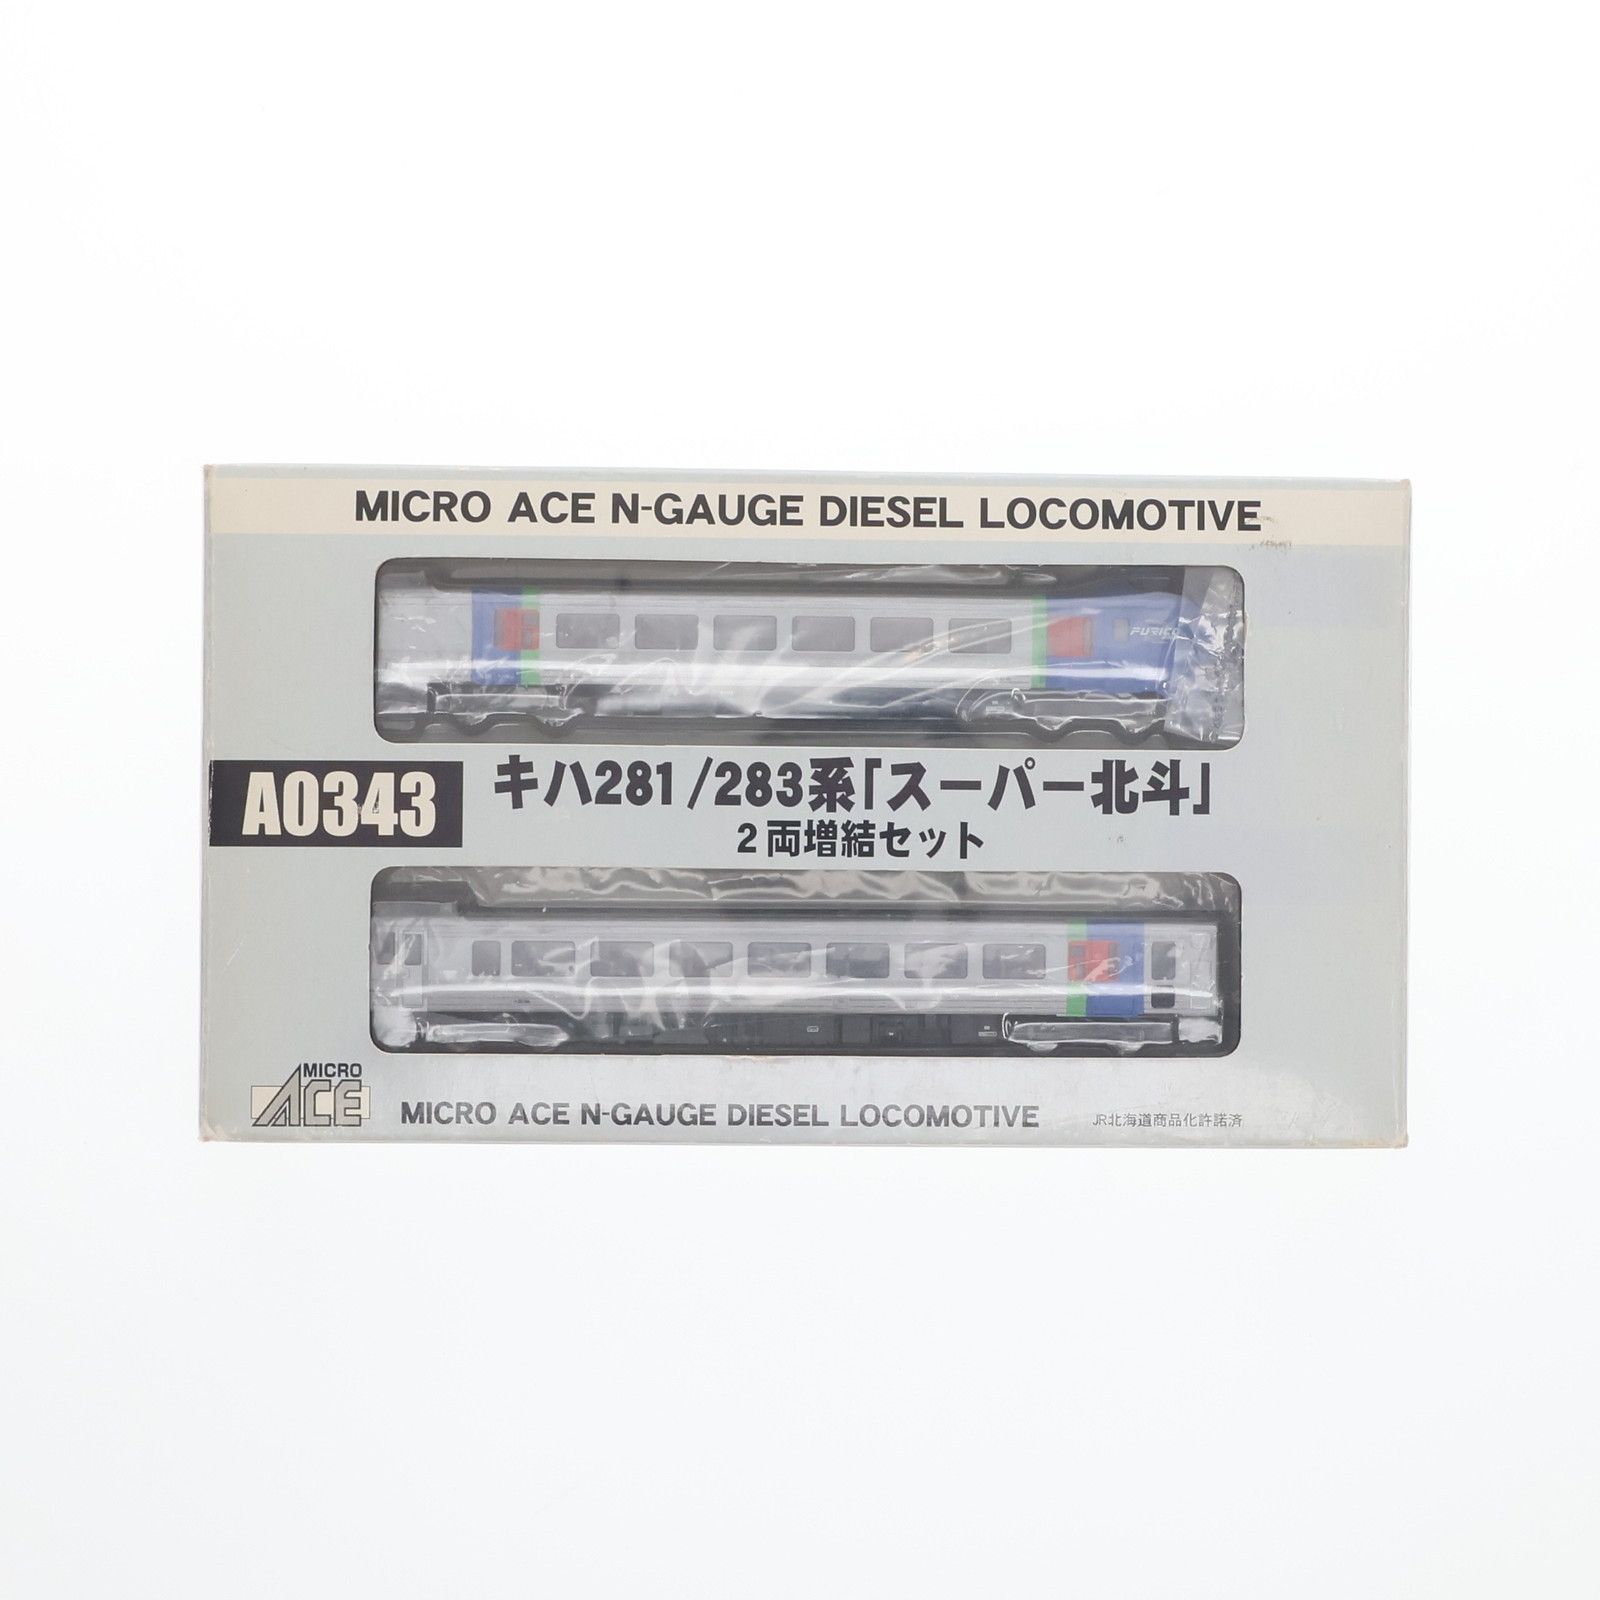 MICRO ACE N-GAUGE DIESEL LOCOMOTIVE
A0343
キハ281/283系「スーパー北斗」
2両増結セット
MICRO
ACE
MICRO ACE N-GAUGE DIESEL LOCOMOTIVE
JR北海道商品化許諾済